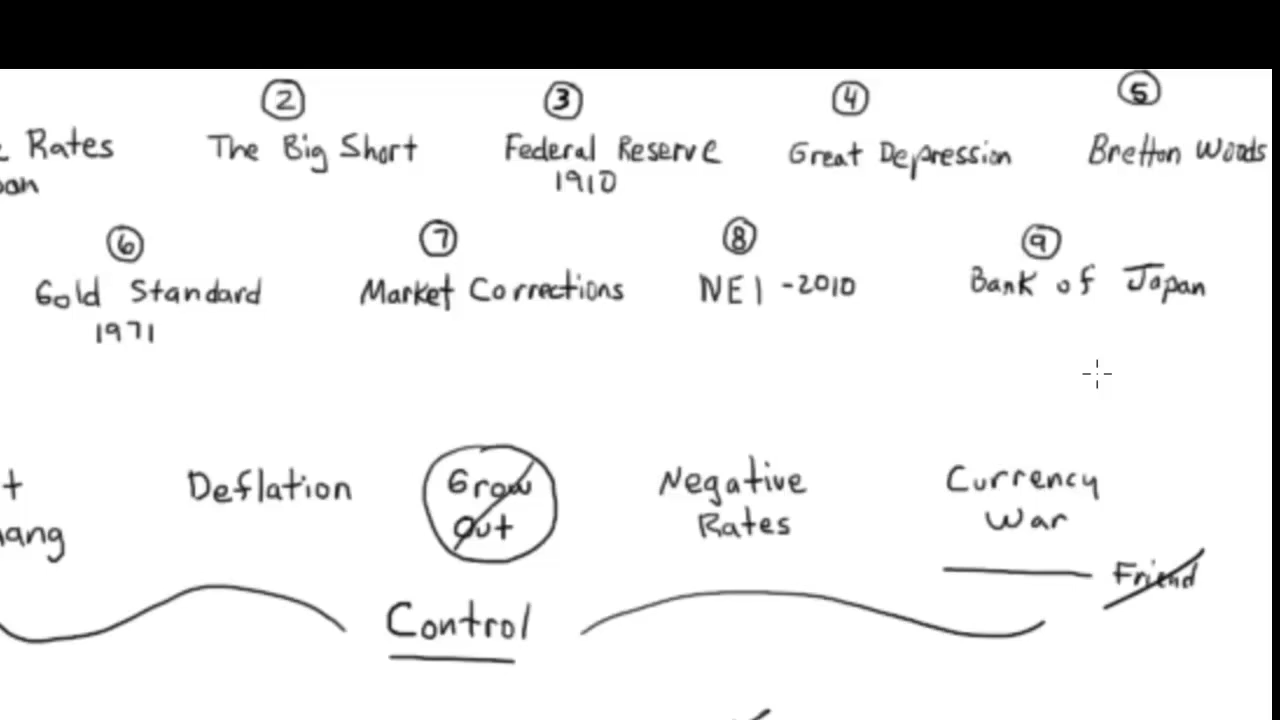 ② ③ ④ ⑤
Rates The Big Short Federal Reserve Great Depression Bretton Woods
1910
⑥ ⑦ ⑧ ⑨
Gold Standard Market Corrections NE1 -2010 Bank of Japan
1971
Deflation Grow Negative Currency
Out Rates War
Friend
Control